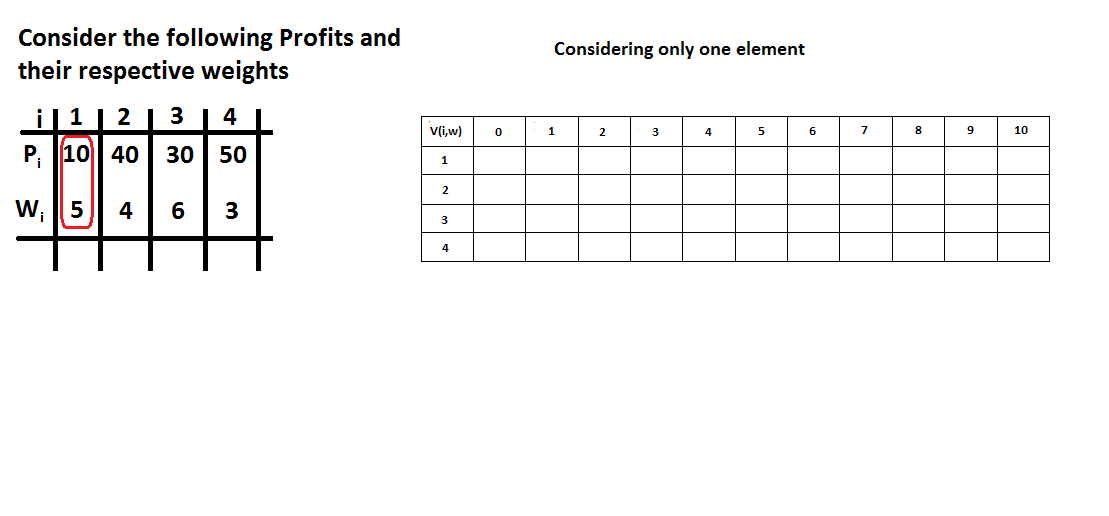 Consider the following Profits and
their respective weights
Considering only one element
i 1 2 3 4
Pi 10 40 30 50
Wi 5 4 6 3
V(i,w) 0 1 2 3 4 5 6 7 8 9 10
1
2
3
4